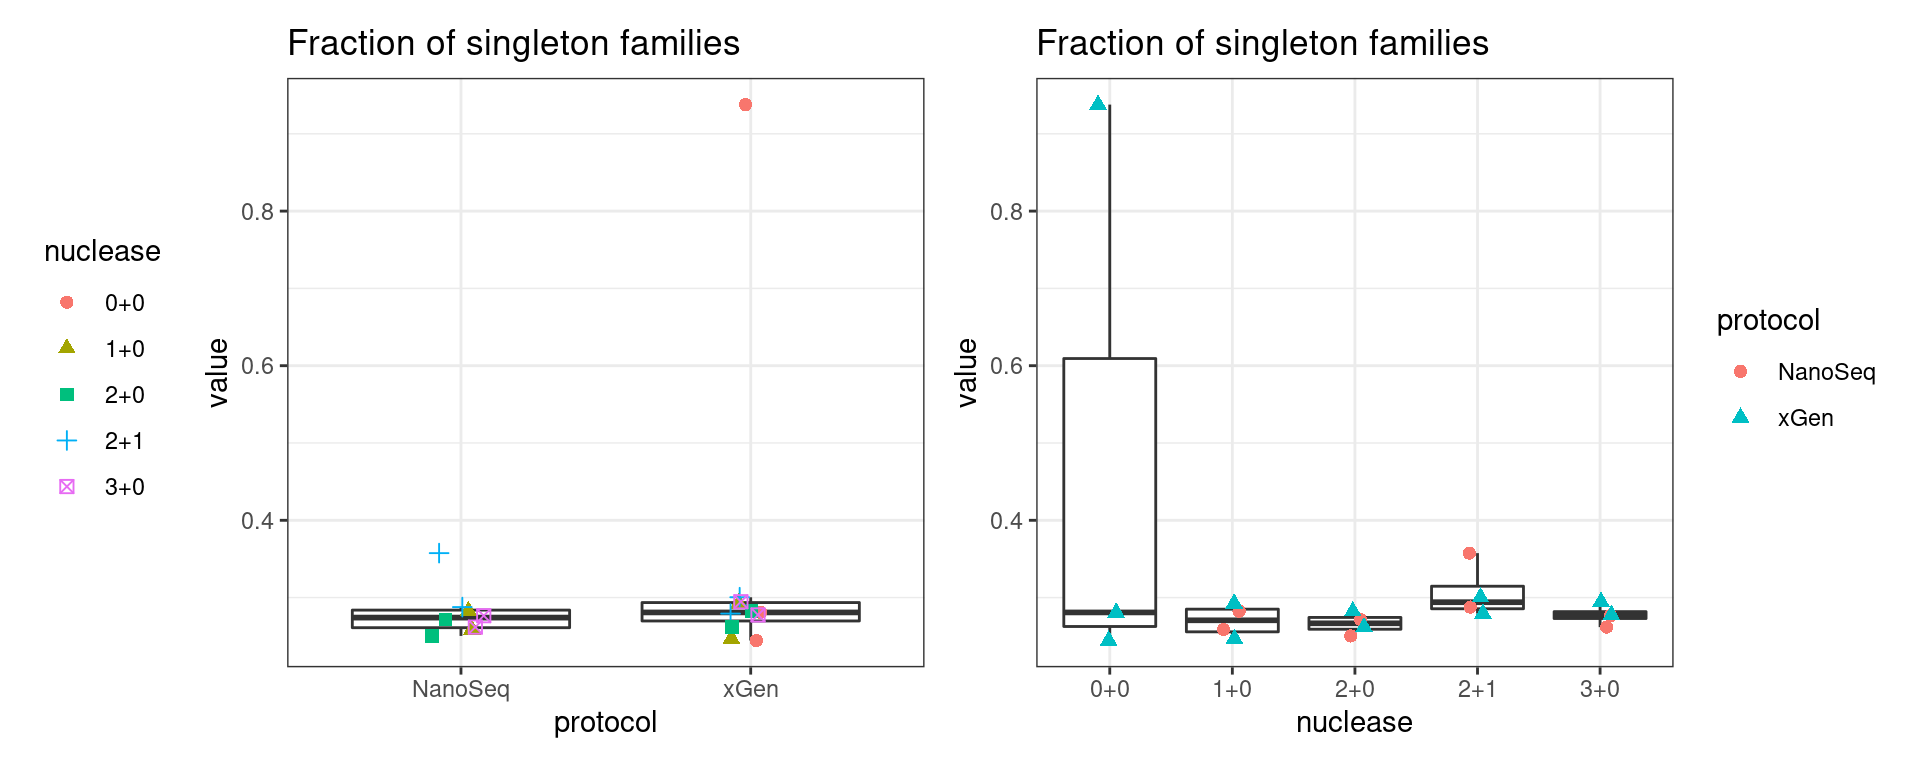 Fraction of singleton families
nuclease
0+0
1+0
2+0
2+1
3+0
value
0.8
0.6
0.4
NanoSeq
xGen
protocol
Fraction of singleton families
value
0.8
0.6
0.4
0+0
1+0
2+0
2+1
3+0
nuclease
protocol
NanoSeq
xGen